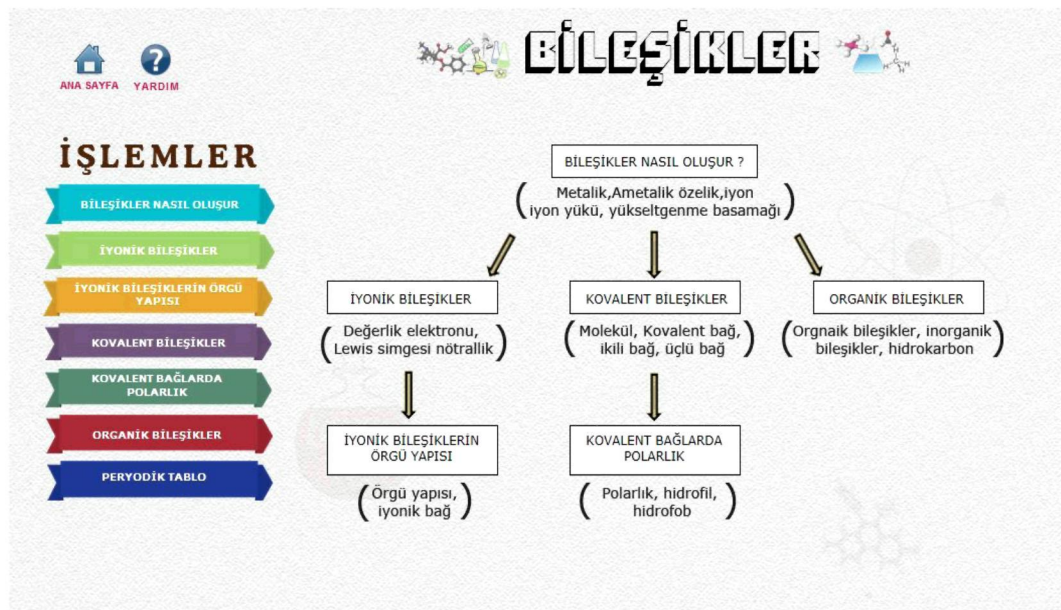 BİLEŞİKLER
ANA SAYFA
YARDIM
İŞLEMLER
BİLEŞİKLER NASIL OLUŞUR
İYONİK BİLEŞİKLER
İYONİK BİLEŞİKLERİN ÖRGÜ
YAPISI
KOVALENT BİLEŞİKLER
KOVALENT BAĞLARDA
POLARLIK
ORGANİK BİLEŞİKLER
PERYODİK TABLO
BİLEŞİKLER NASIL OLUŞUR ?
(Metalik,Ametalik özelik,iyon
iyon yükü, yükseltgenme basamağı)
İYONİK BİLEŞİKLER
(Değerlik elektronu,
Lewis simgesi nötrallik)
KOVALENT BİLEŞİKLER
(Molekül, Kovalent bağ,
ikili bağ, üçlü bağ)
ORGANİK BİLEŞİKLER
(Orgnaik bileşikler, inorganik
bileşikler, hidrokarbon)
İYONİK BİLEŞİKLERİN
ÖRGÜ YAPISI
(Örgü yapısı,
iyonik bağ)
KOVALENT BAĞLARDA
POLARLIK
(Polarlık, hidrofil,
hidrofob)